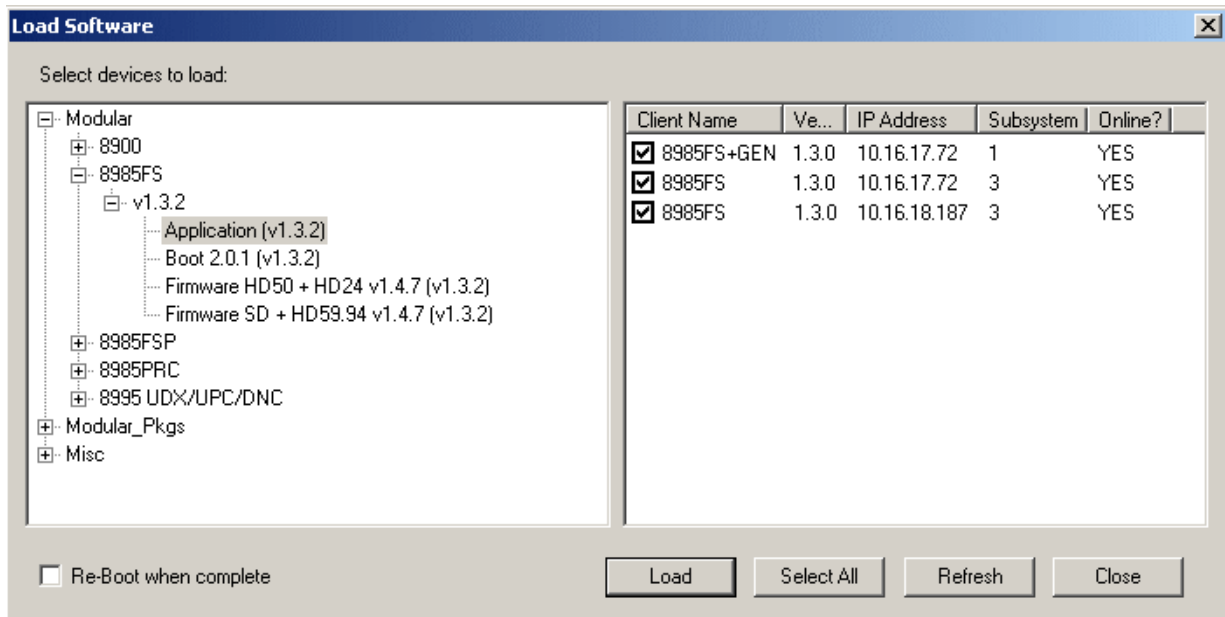 Load Software
Select devices to load:
Modular
8900
8985FS
v1.3.2
Application (v1.3.2)
Boot 2.0.1 (v1.3.2)
Firmware HD50 + HD24 v1.4.7 (v1.3.2)
Firmware SD + HD59.94 v1.4.7 (v1.3.2)
8985FSP
8985PRC
8995 UDX/UPC/DNC
Modular_Pkgs
Misc
Client Name Ve... IP Address Subsystem Online?
8985FS+GEN 1.3.0 10.16.17.72 1 YES
8985FS 1.3.0 10.16.17.72 3 YES
8985FS 1.3.0 10.16.18.187 3 YES
Re-Boot when complete
Load Select All Refresh Close